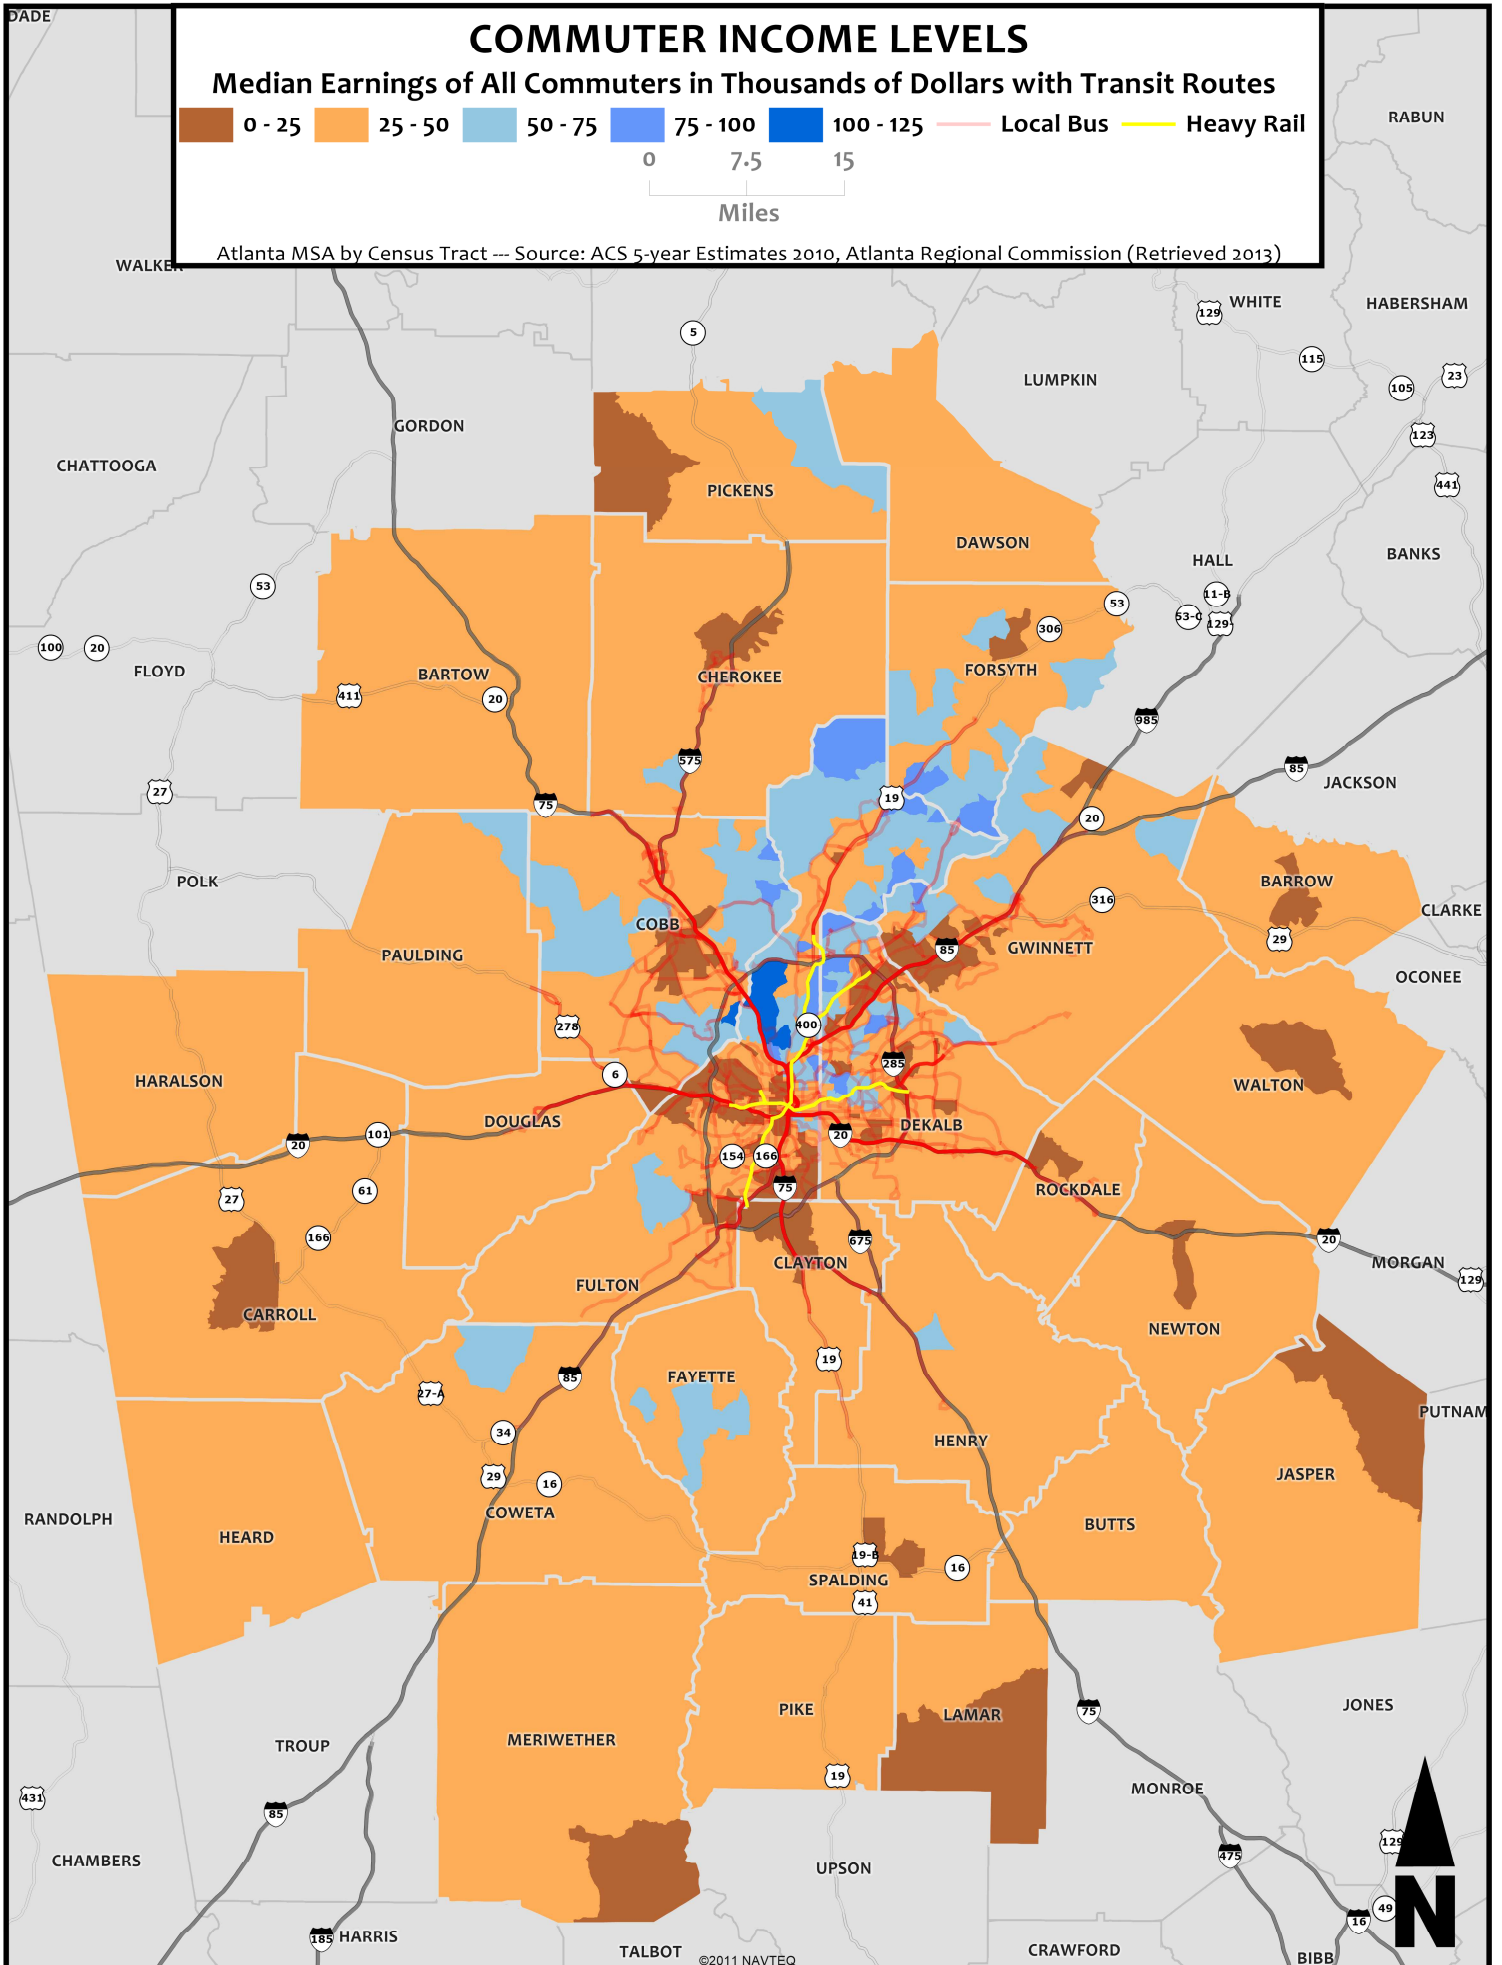 DADE
COMMUTER INCOME LEVELS
Median Earnings of All Commuters in Thousands of Dollars with Transit Routes
0 - 25 25 - 50 50 - 75 75 - 100 100 - 125 Local Bus Heavy Rail
0 7.5 15
Miles
Atlanta MSA by Census Tract --- Source: ACS 5-year Estimates 2010, Atlanta Regional Commission (Retrieved 2013)
RABUN
WALKER
WHITE
HABERSHAM
129
5
115
LUMPKIN
23
105
GORDON
123
CHATTOOGA
441
PICKENS
DAWSON
BANKS
HALL
53
11-B
53
53-C
129
306
100
20
FLOYD
BARTOW
CHEROKEE
FORSYTH
411
20
985
575
85
JACKSON
27
75
19
20
POLK
BARROW
316
CLARKE
COBB
29
GWINNETT
85
PAULDING
OCONEE
278
400
285
6
HARALSON
WALTON
DOUGLAS
DEKALB
101
20
20
154
166
61
75
ROCKDALE
27
166
675
20
CLAYTON
MORGAN
129
FULTON
CARROLL
NEWTON
19
85
FAYETTE
27-A
PUTNAM
34
HENRY
29
16
JASPER
COWETA
RANDOLPH
BUTTS
HEARD
19-B
16
SPALDING
41
JONES
PIKE
75
LAMAR
MERIWETHER
TROUP
19
MONROE
431
85
129
475
CHAMBERS
UPSON
49
16
185
HARRIS
N
TALBOT
CRAWFORD
BIBB
©2011 NAVTEQ